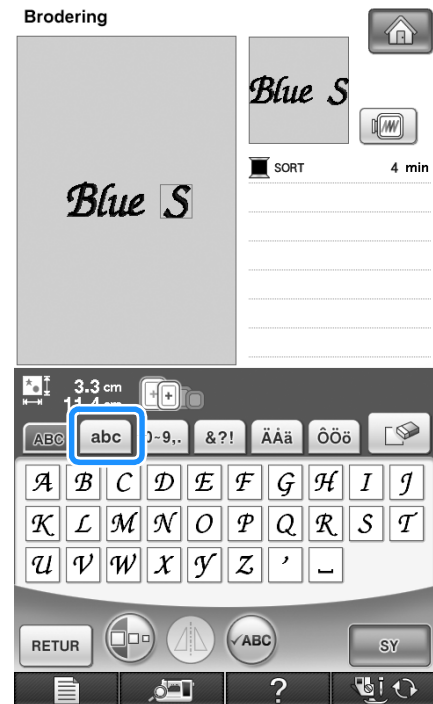 Brodering
Blue S
SORT 4 min
Blue S
3.3 cm
11.4 cm
ABC abc 0~9,. &?! ÄÅä ÔÖö
A B C D E F G H I J
K L M N O P Q R S T
U V W X Y Z ’ ⎵
RETUR ABC SY
?